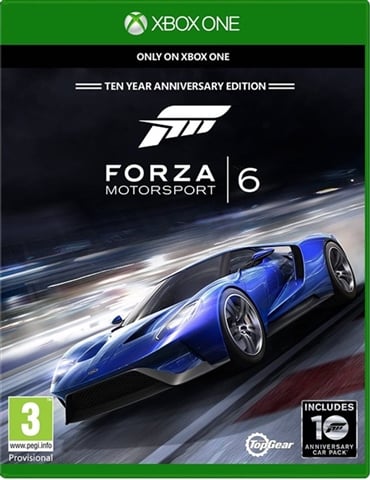 XBOX ONE
ONLY ON XBOX ONE
TEN YEAR ANNIVERSARY EDITION
FORZA
MOTORSPORT
6
3
www.pegi.info
Provisional
TopGear
INCLUDES
10
ANNIVERSARY
CAR PACK